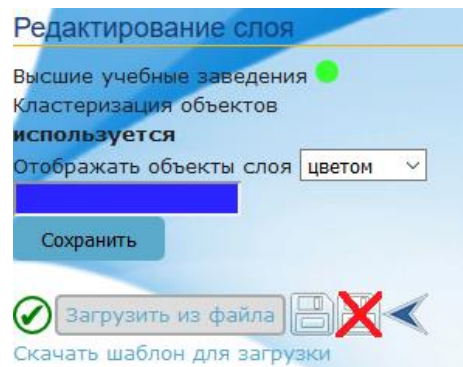 Редактирование слоя
Высшие учебные заведения
Кластеризация объектов
используется
Отображать объекты слоя цветом
Сохранить
Загрузить из файла
Скачать шаблон для загрузки